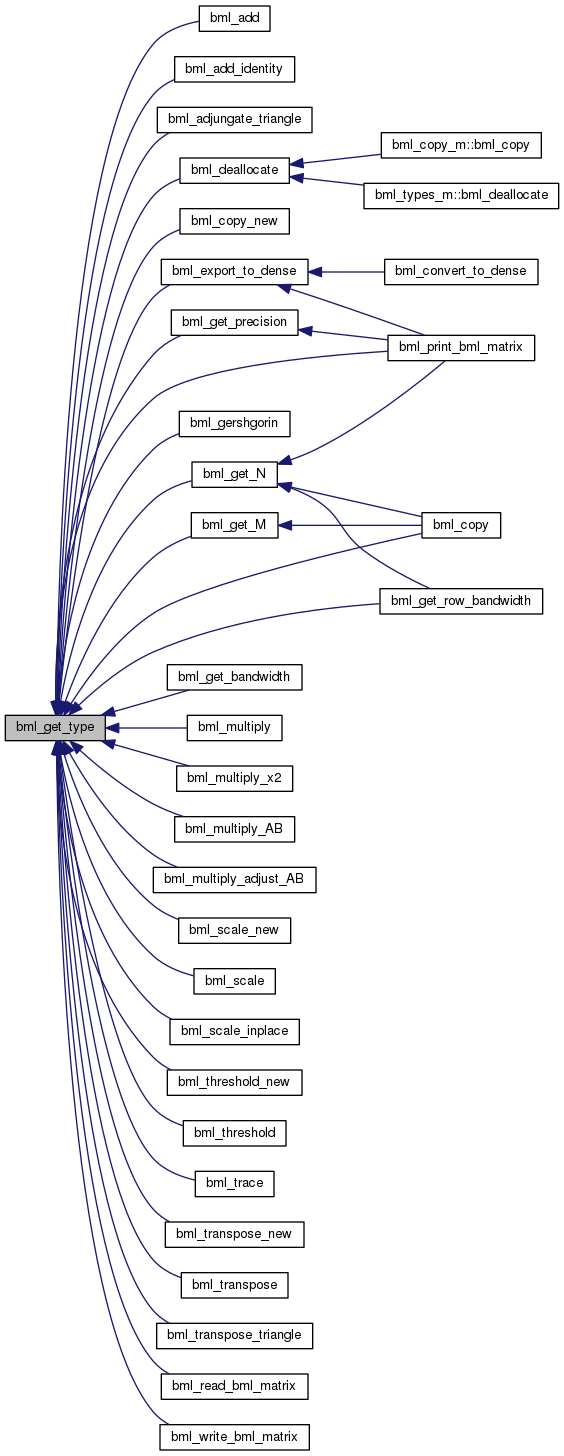 bml_add
bml_add_identity
bml_adjungate_triangle
bml_deallocate
bml_copy_m::bml_copy
bml_types_m::bml_deallocate
bml_copy_new
bml_export_to_dense
bml_convert_to_dense
bml_get_precision
bml_print_bml_matrix
bml_gershgorin
bml_get_N
bml_get_M
bml_copy
bml_get_row_bandwidth
bml_get_bandwidth
bml_get_type
bml_multiply
bml_multiply_x2
bml_multiply_AB
bml_multiply_adjust_AB
bml_scale_new
bml_scale
bml_scale_inplace
bml_threshold_new
bml_threshold
bml_trace
bml_transpose_new
bml_transpose
bml_transpose_triangle
bml_read_bml_matrix
bml_write_bml_matrix